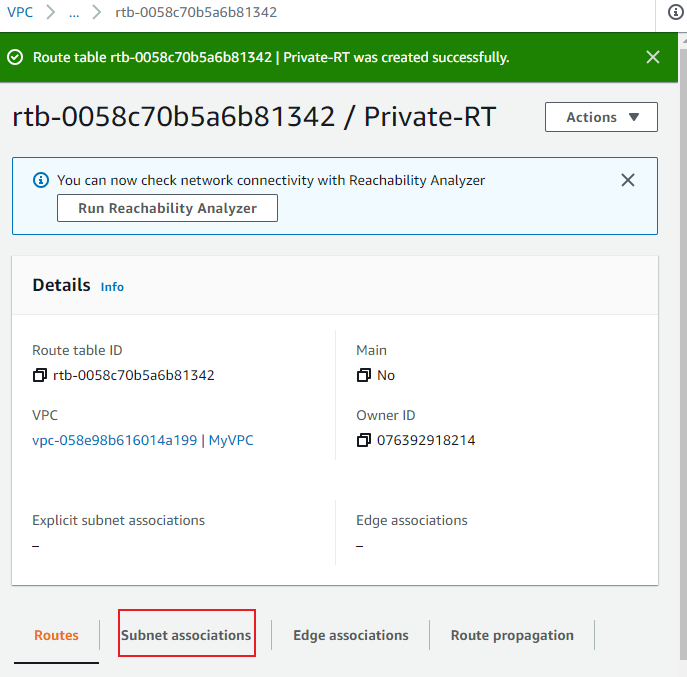 VPC > ... > rtb-0058c70b5a6b81342
Route table rtb-0058c70b5a6b81342 | Private-RT was created successfully.
rtb-0058c70b5a6b81342 / Private-RT
Actions
You can now check network connectivity with Reachability Analyzer
Run Reachability Analyzer
Details Info
Route table ID
rtb-0058c70b5a6b81342
Main
No
VPC
vpc-058e98b616014a199 | MyVPC
Owner ID
076392918214
Explicit subnet associations
–
Edge associations
–
Routes
Subnet associations
Edge associations
Route propagation